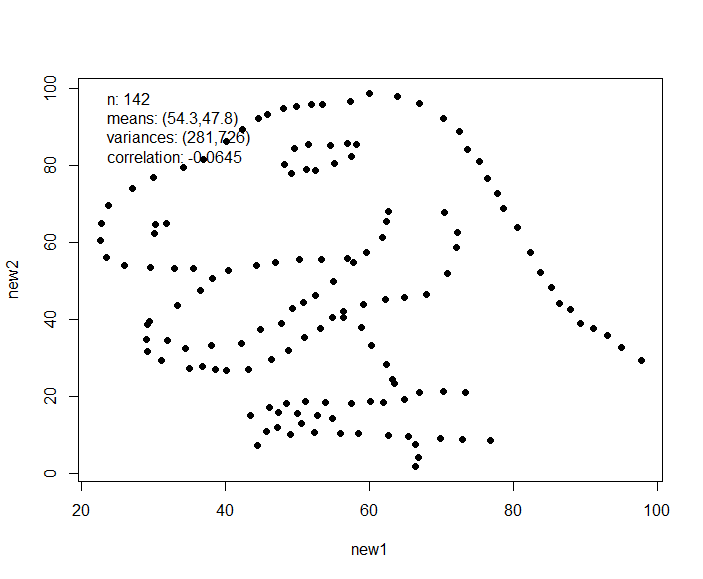 n: 142
means: (54.3,47.8)
variances: (281,726)
correlation: -0.0645
100
80
60
40
20
0
new2
20 40 60 80 100
new1